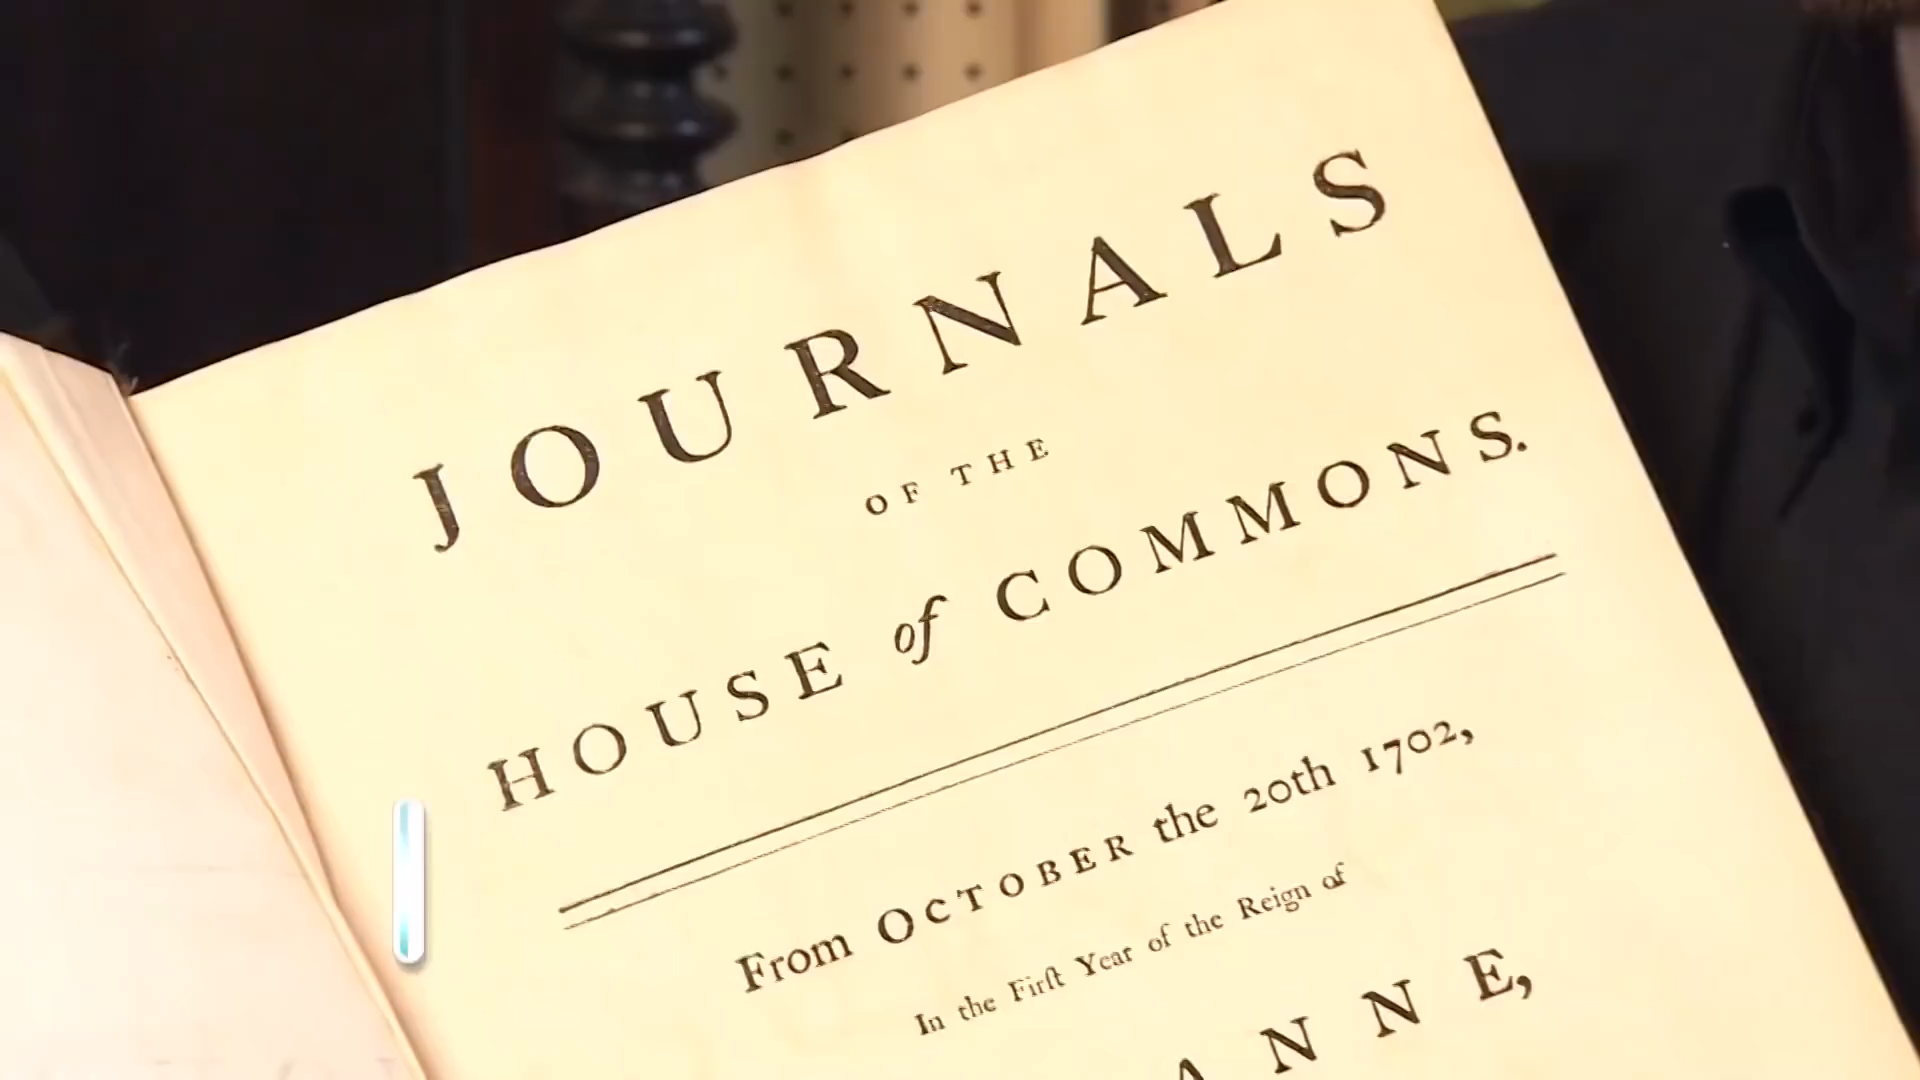 JOURNALS
OF THE
HOUSE of COMMONS.
From OCTOBER the 20th 1702,
In the Firſt Year of the Reign of
ANNE,